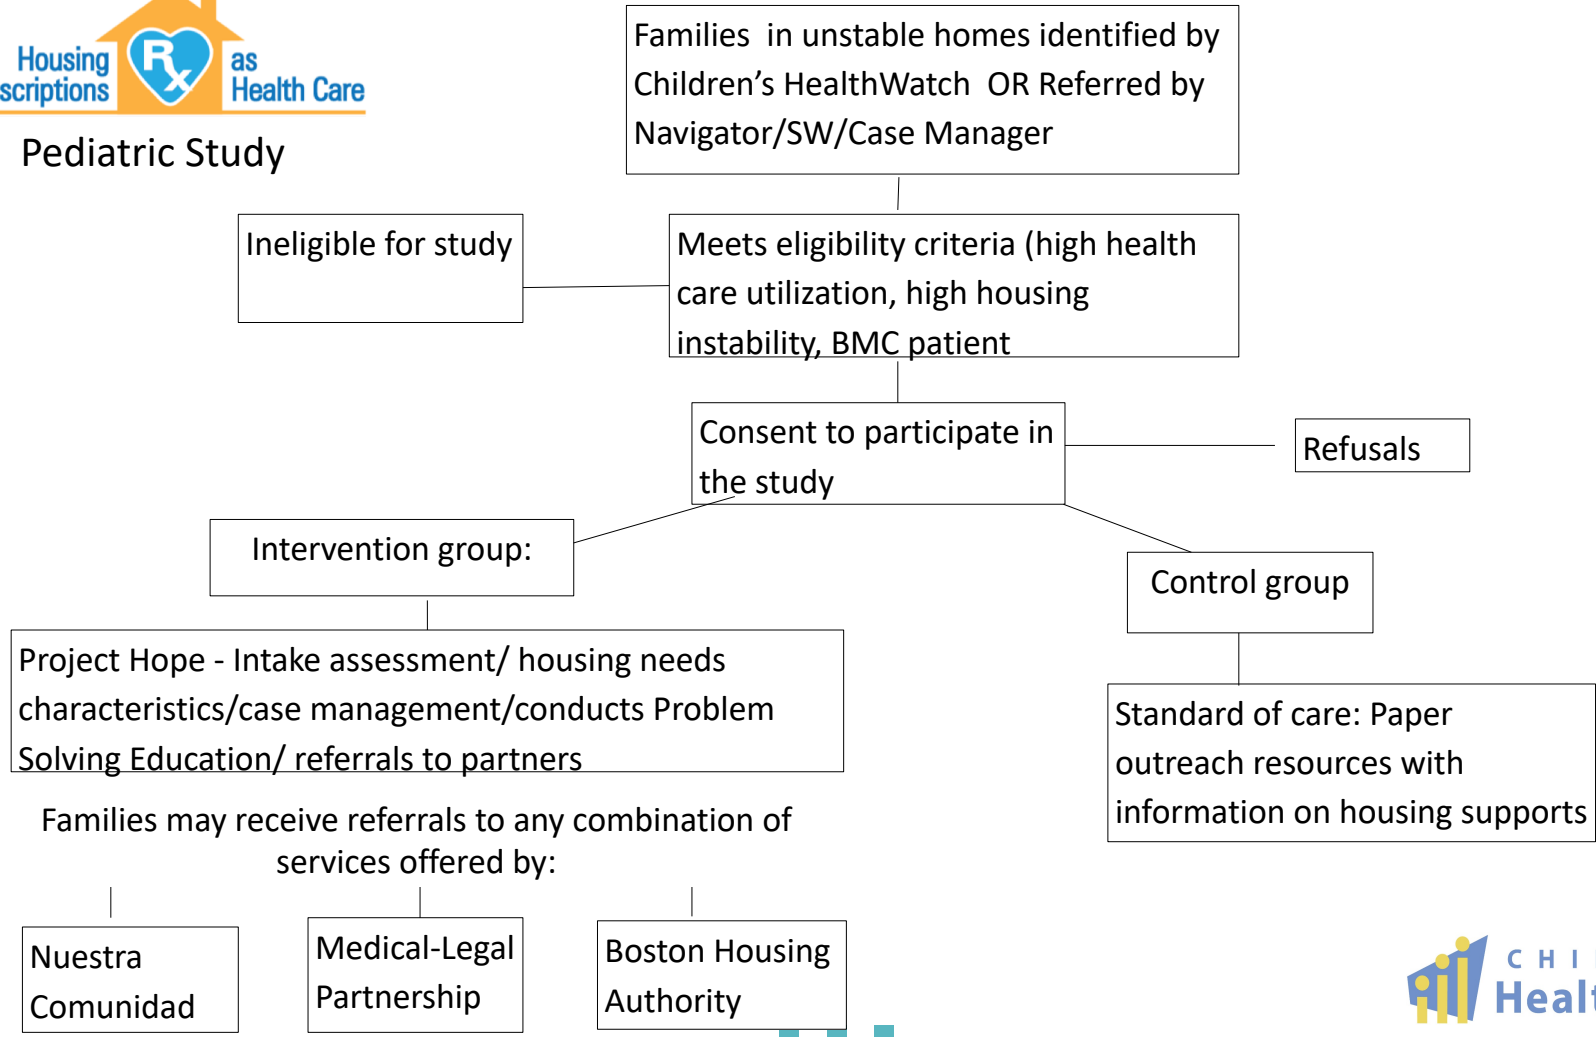 Housing
scriptions
Rx
as
Health Care
Pediatric Study
Families in unstable homes identified by
Children’s HealthWatch OR Referred by
Navigator/SW/Case Manager
Ineligible for study
Meets eligibility criteria (high health
care utilization, high housing
instability, BMC patient
Consent to participate in
the study
Refusals
Intervention group:
Control group
Project Hope - Intake assessment/ housing needs
characteristics/case management/conducts Problem
Solving Education/ referrals to partners
Standard of care: Paper
outreach resources with
information on housing supports
Families may receive referrals to any combination of
services offered by:
Nuestra
Comunidad
Medical-Legal
Partnership
Boston Housing
Authority
CHI
Healt